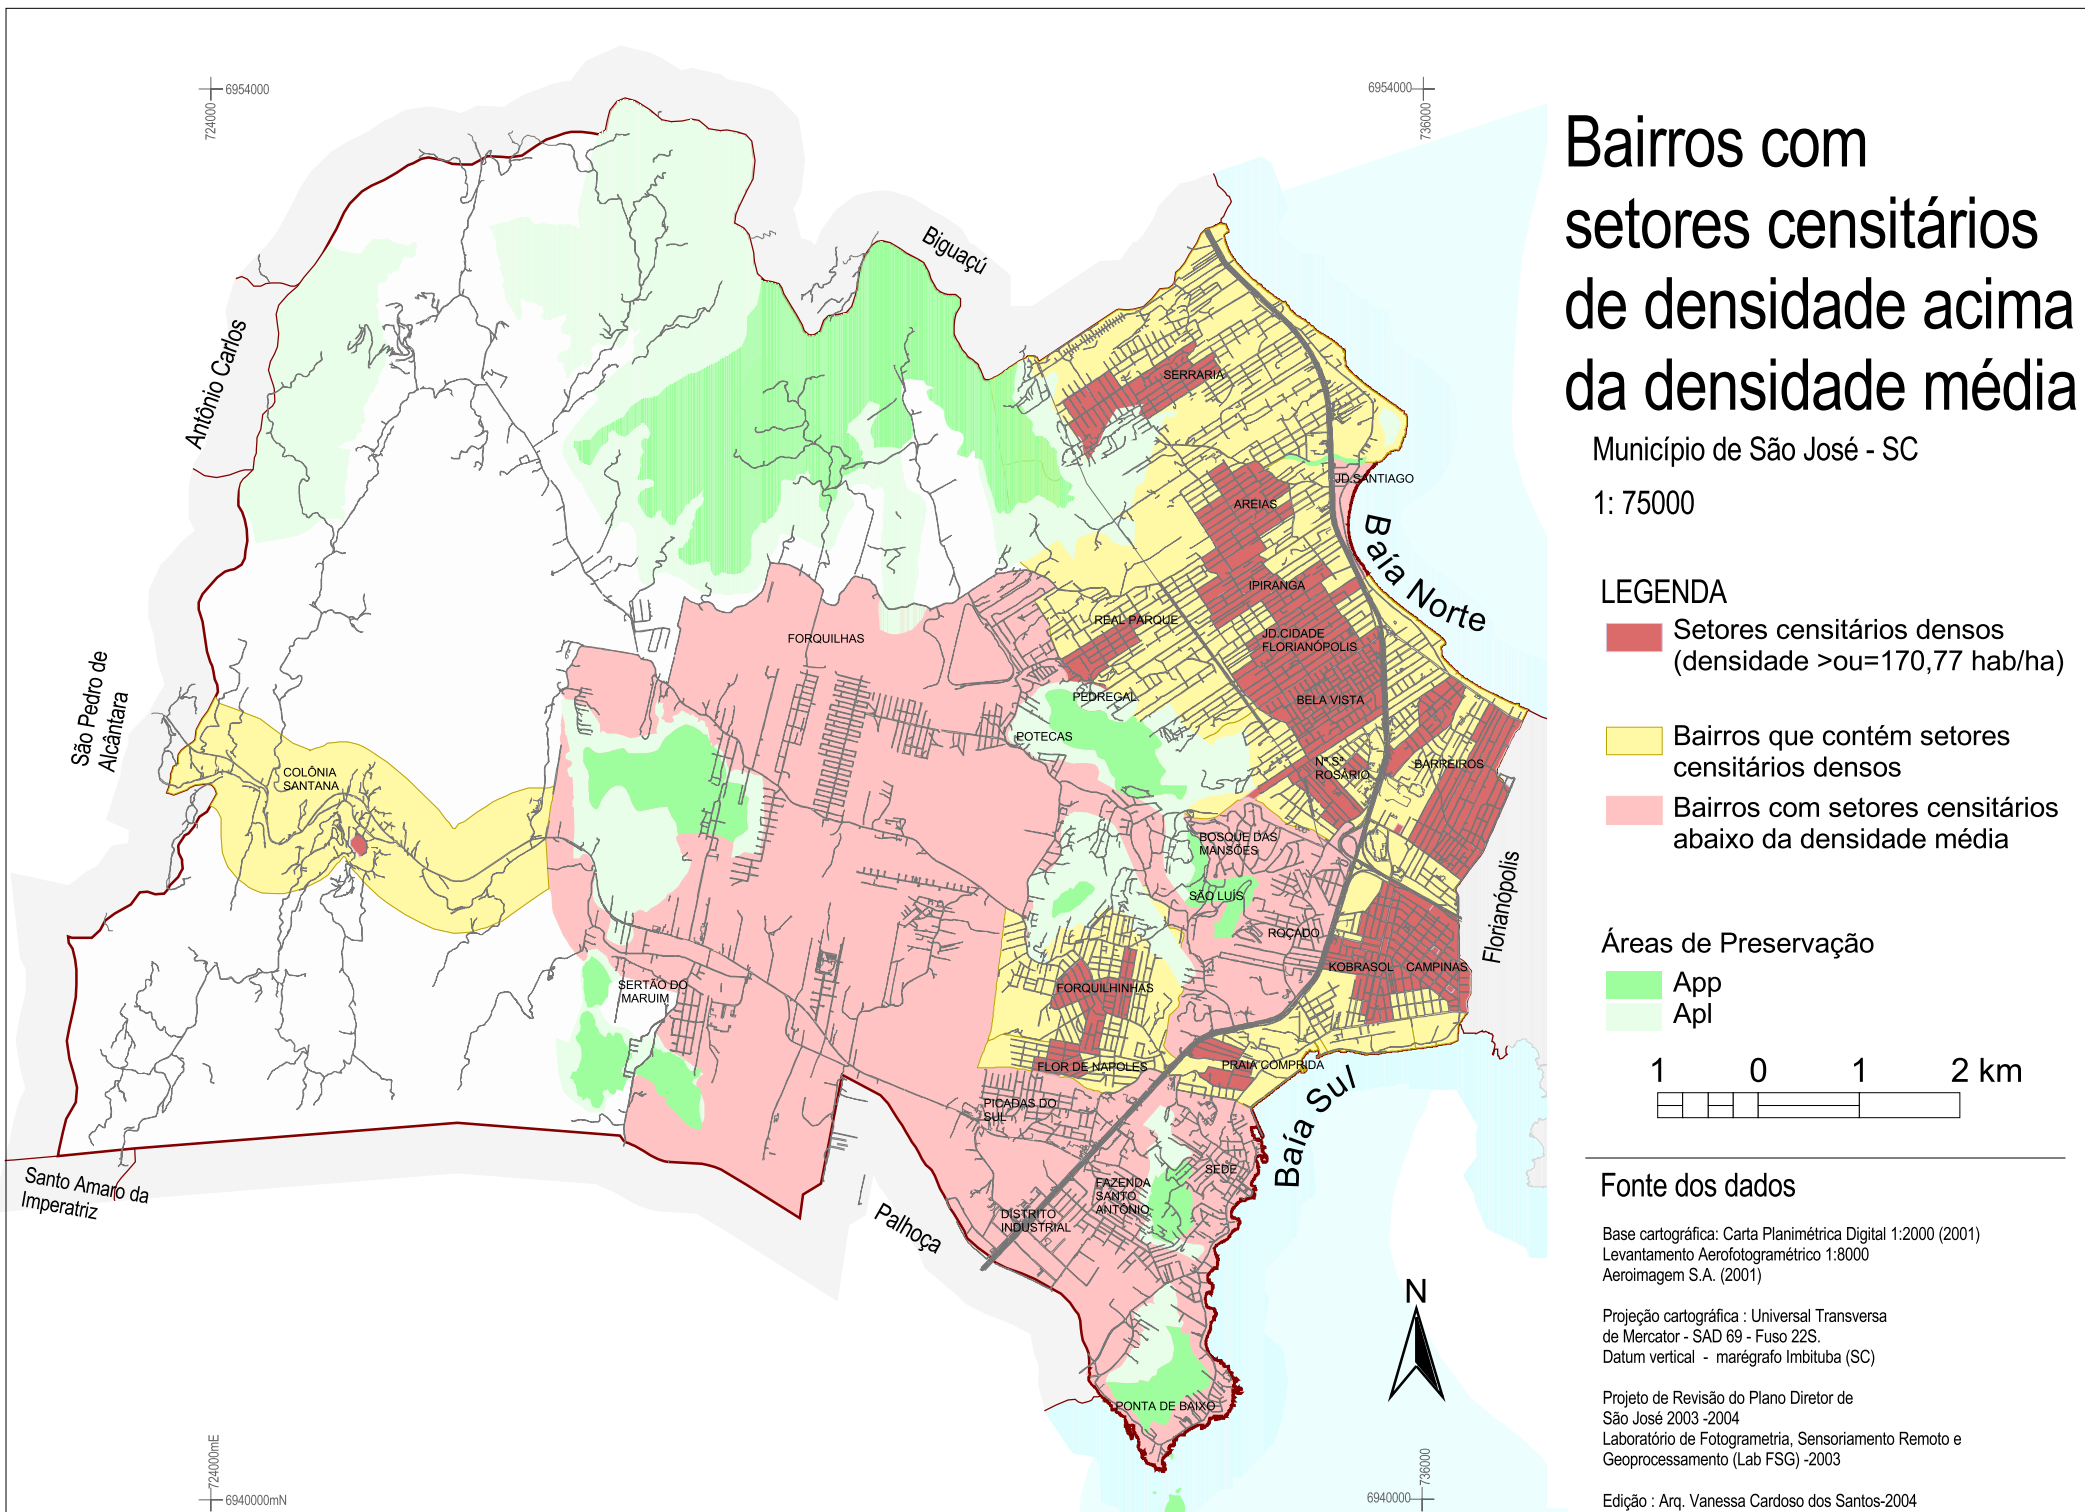 Bairros com
setores censitários
de densidade acima
da densidade média
Município de São José - SC
1: 75000
LEGENDA
Setores censitários densos
(densidade >ou=170,77 hab/ha)
Bairros que contém setores
censitários densos
Bairros com setores censitários
abaixo da densidade média
Áreas de Preservação
App
Apl
1 0 1 2 km
Fonte dos dados
Base cartográfica: Carta Planimétrica Digital 1:2000 (2001)
Levantamento Aerofotogramétrico 1:8000
Aeroimagem S.A. (2001)
Projeção cartográfica : Universal Transversa
de Mercator - SAD 69 - Fuso 22S.
Datum vertical - marégrafo Imbituba (SC)
Projeto de Revisão do Plano Diretor de
São José 2003 -2004
Laboratório de Fotogrametria, Sensoriamento Remoto e
Geoprocessamento (Lab FSG) -2003
Edição : Arq. Vanessa Cardoso dos Santos-2004
6954000
724000
6954000
736000
Biguaçú
Antônio Carlos
São Pedro de
Alcântara
Santo Amaro da
Imperatriz
Palhoça
Florianópolis
Baía Norte
Baía Sul
N
SERRARIA
JD.SANTIAGO
AREIAS
IPIRANGA
REAL PARQUE
JD.CIDADE
FLORIANÓPOLIS
FORQUILHAS
PEDREGAL
BELA VISTA
POTECAS
Nª Sª
ROSÁRIO
BARREIROS
COLÔNIA
SANTANA
BOSQUE DAS
MANSÕES
SÃO LUÍS
ROÇADO
KOBRASOL
CAMPINAS
SERTÃO DO
MARUIM
FORQUILHINHAS
FLOR DE NAPOLES
PRAIA COMPRIDA
PICADAS DO
SUL
SEDE
FAZENDA
SANTO
ANTÔNIO
DISTRITO
INDUSTRIAL
PONTA DE BAIXO
724000mE
6940000mN
736000
6940000